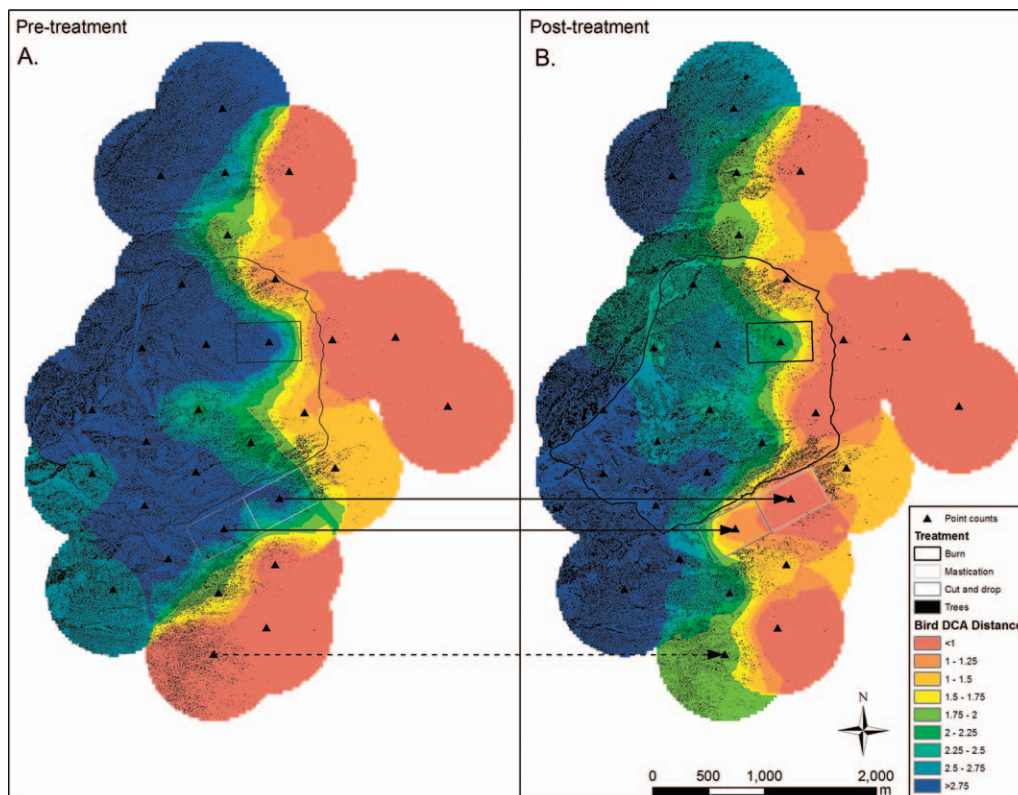 Pre-treatment
A.
Post-treatment
B.
Point counts
Treatment
Burn
Mastication
Cut and drop
Trees
Bird DCA Distance
<1
1 - 1.25
1 - 1.5
1.5 - 1.75
1.75 - 2
2 - 2.25
2.25 - 2.5
2.5 - 2.75
>2.75
N
0 500 1,000 2,000
m